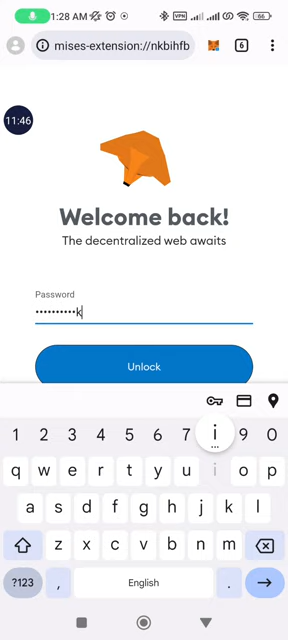 1:28 AM
VPN
66
mises-extension://nkbihfb
6
11:46
Welcome back!
The decentralized web awaits
Password
••••••••••k
Unlock
1 2 3 4 5 6 7 i 9 0
...
q w e r t y u i o p
a s d f g h j k l
z x c v b n m
?123 , English .